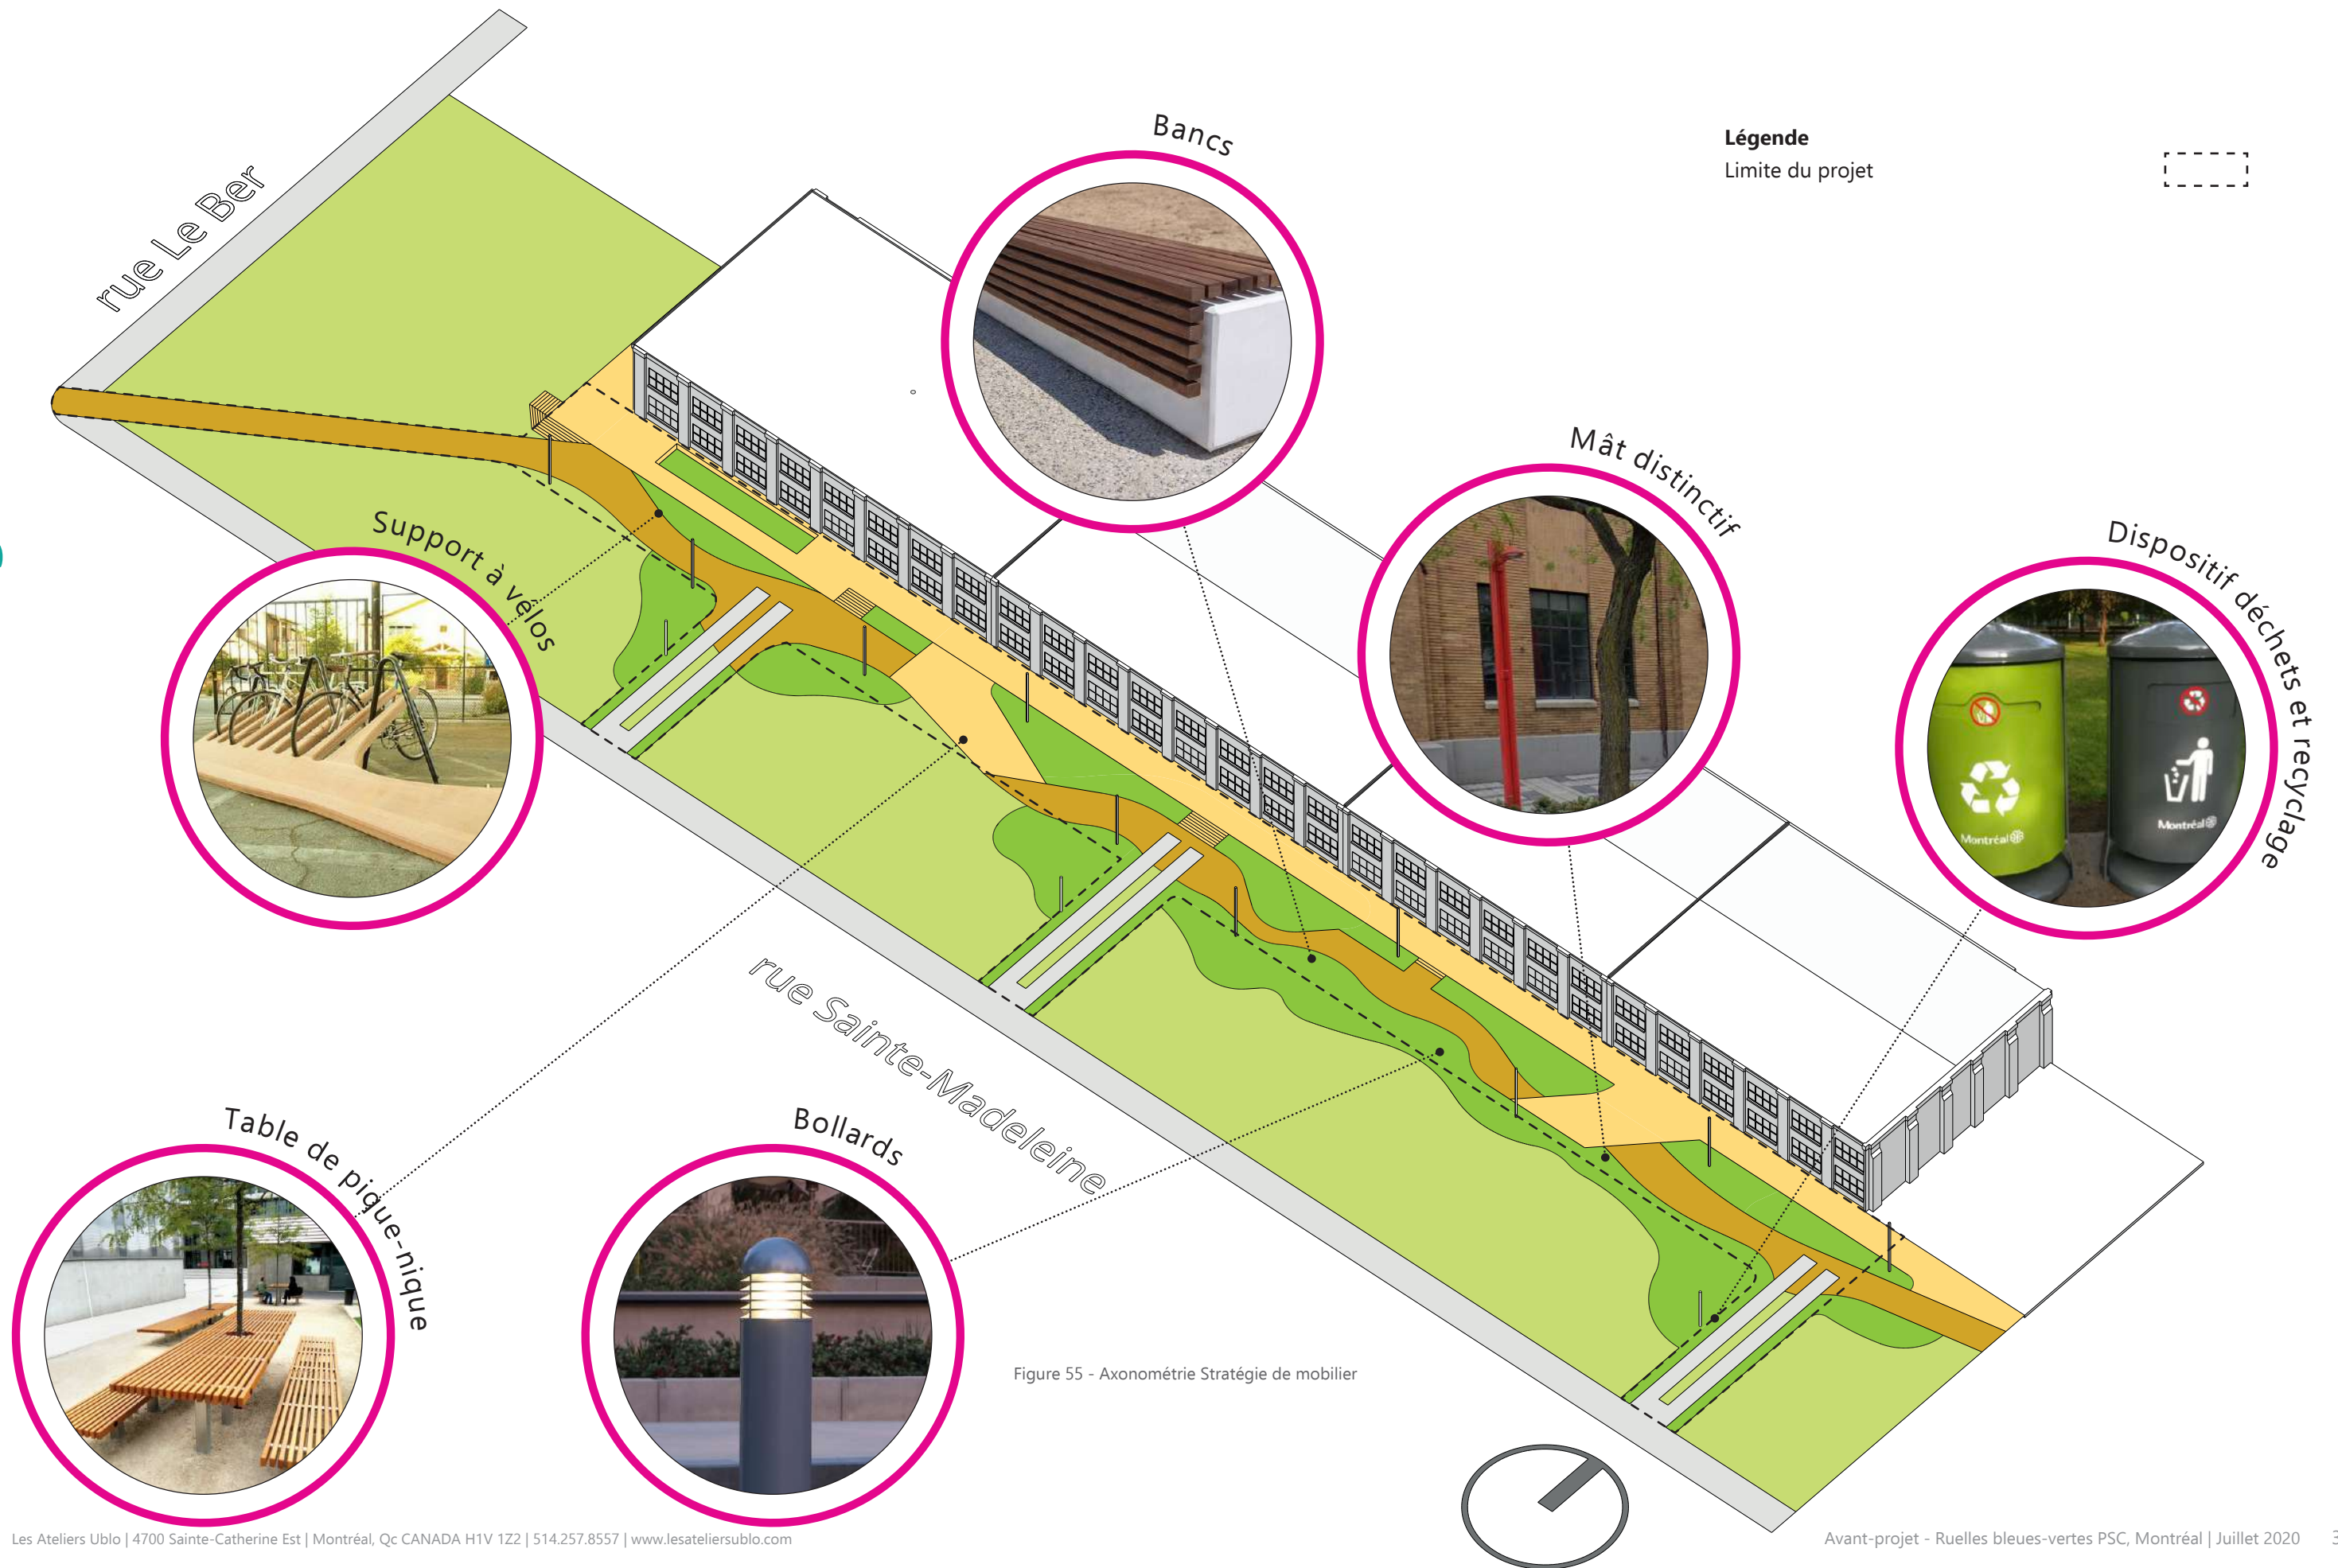 Bancs
Légende
Limite du projet
rue Le Ber
Mât distinctif
Support à vélos
Dispositif déchets et recyclage
Montréal
Montréal
rue Sainte-Madeleine
Table de pique-nique
Bollards
Figure 55 - Axonométrie Stratégie de mobilier
Les Ateliers Ublo | 4700 Sainte-Catherine Est | Montréal, Qc CANADA H1V 1Z2 | 514.257.8557 | www.lesateliersublo.com
Avant-projet - Ruelles bleues-vertes PSC, Montréal | Juillet 2020